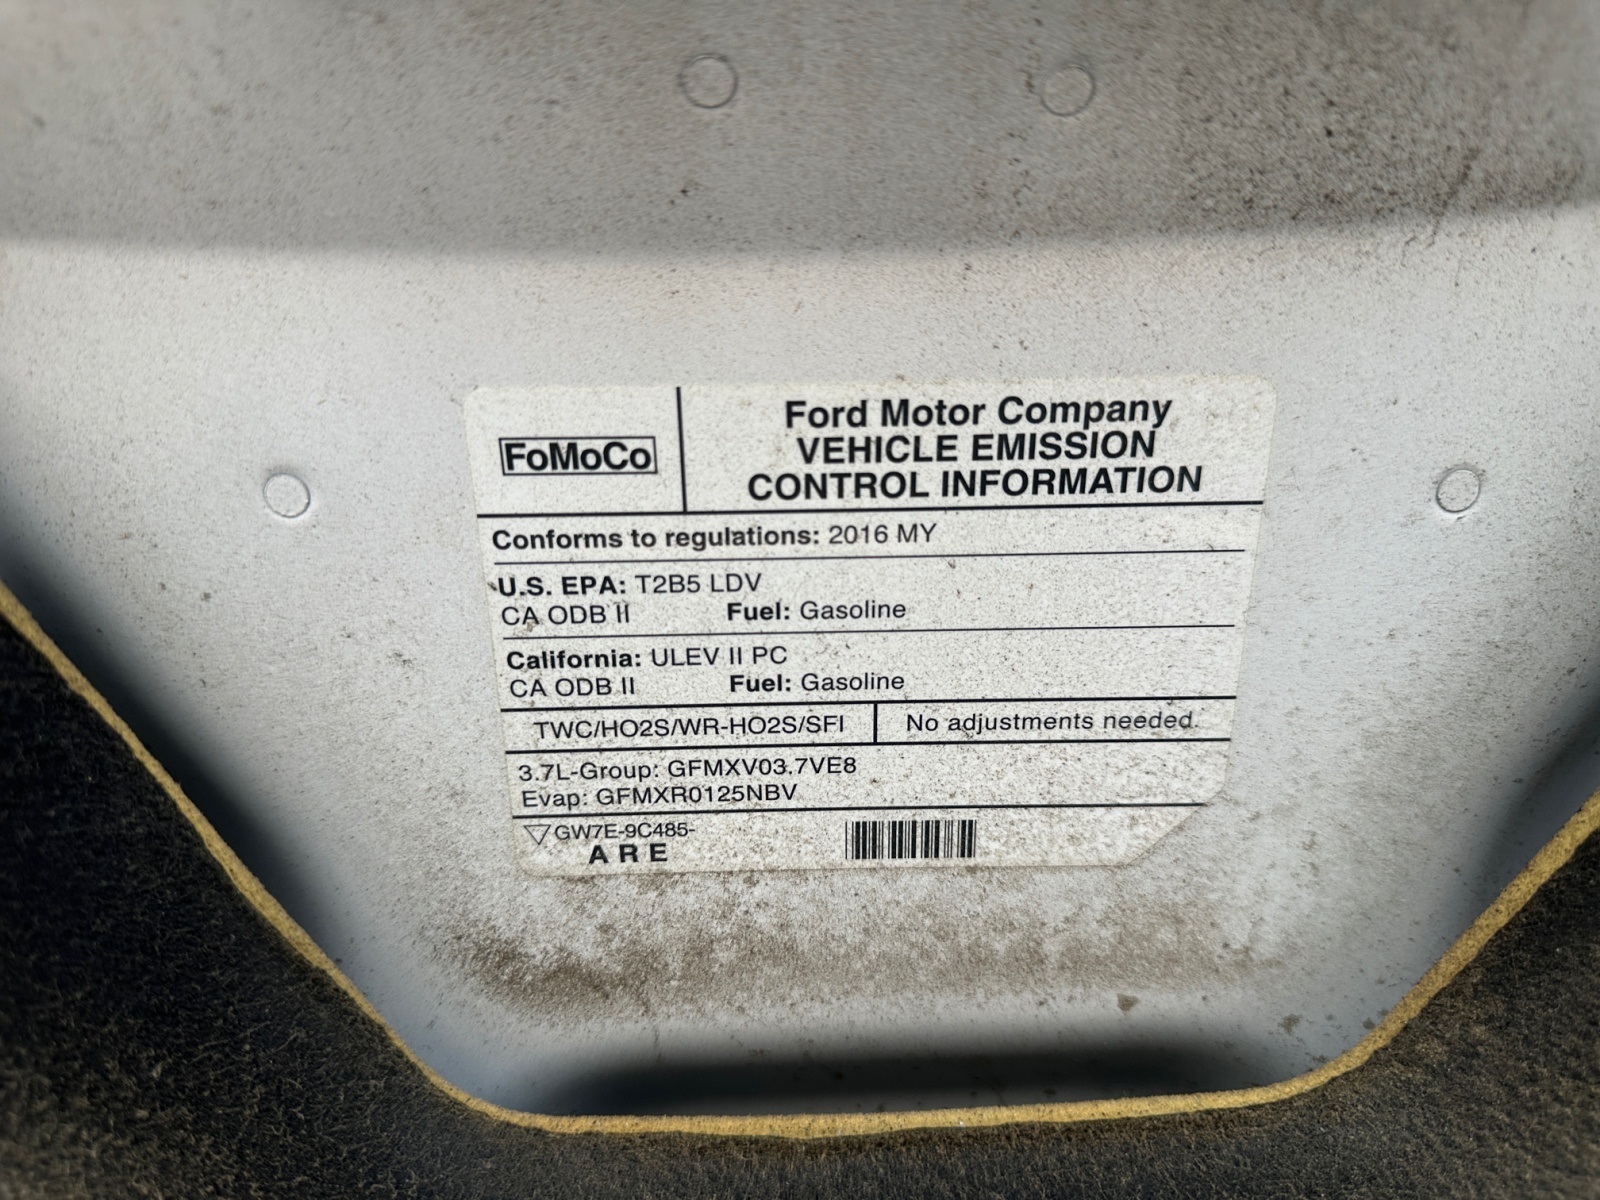 FoMoCo
Ford Motor Company
VEHICLE EMISSION
CONTROL INFORMATION
Conforms to regulations: 2016 MY
U.S. EPA: T2B5 LDV
CA ODB II Fuel: Gasoline
California: ULEV II PC
CA ODB II Fuel: Gasoline
TWC/HO2S/WR-HO2S/SFI No adjustments needed.
3.7L-Group: GFMXV03.7VE8
Evap: GFMXR0125NBV
GW7E-9C485-
A R E